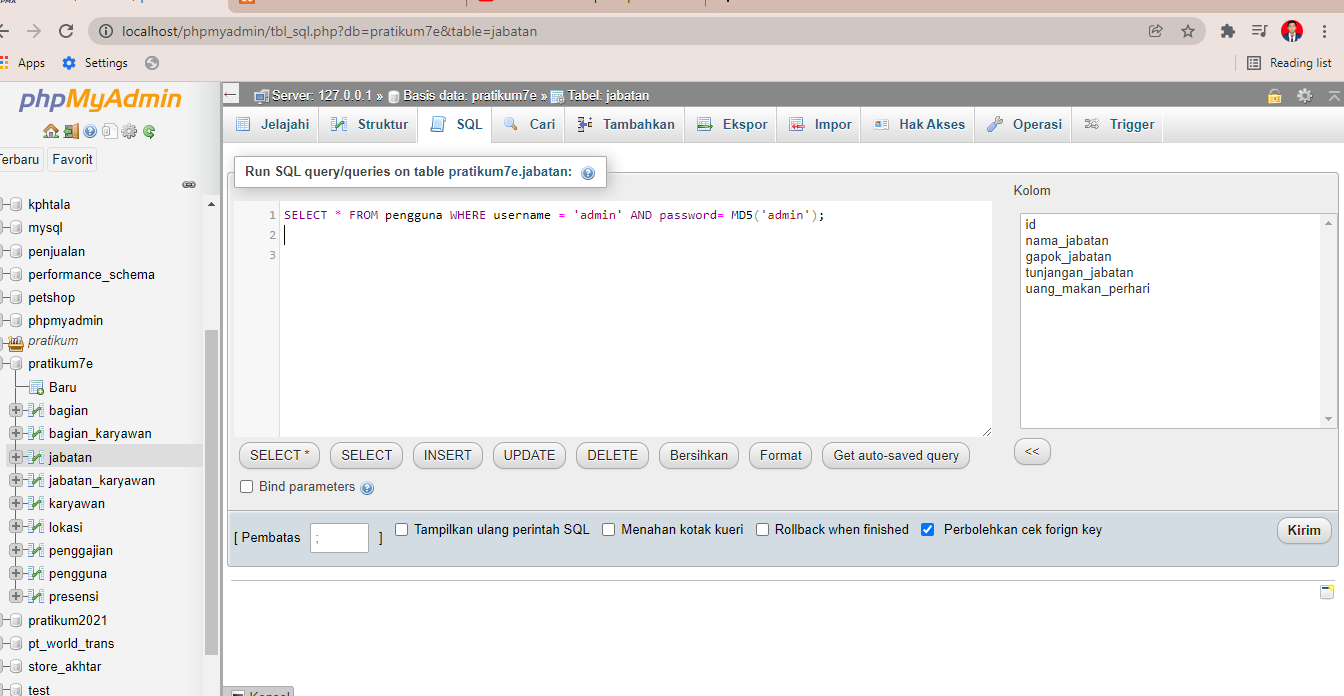 localhost/phpmyadmin/tbl_sql.php?db=pratikum7e&table=jabatan
Apps
Settings
Reading list
phpMyAdmin
Terbaru
Favorit
kphtala
mysql
penjualan
performance_schema
petshop
phpmyadmin
pratikum
pratikum7e
Baru
bagian
bagian_karyawan
jabatan
jabatan_karyawan
karyawan
lokasi
penggajian
pengguna
presensi
pratikum2021
pt_world_trans
store_akhtar
test
Server: 127.0.0.1 » Basis data: pratikum7e » Tabel: jabatan
Jelajahi Struktur SQL Cari Tambahkan Ekspor Impor Hak Akses Operasi Trigger
Run SQL query/queries on table pratikum7e.jabatan:
1 SELECT * FROM pengguna WHERE username = 'admin' AND password= MD5('admin');
2
3
Kolom
id
nama_jabatan
gapok_jabatan
tunjangan_jabatan
uang_makan_perhari
SELECT * SELECT INSERT UPDATE DELETE Bersihkan Format Get auto-saved query
<<
Bind parameters
[ Pembatas ; ] Tampilkan ulang perintah SQL Menahan kotak kueri Rollback when finished Perbolehkan cek forign key
Kirim
Konsol